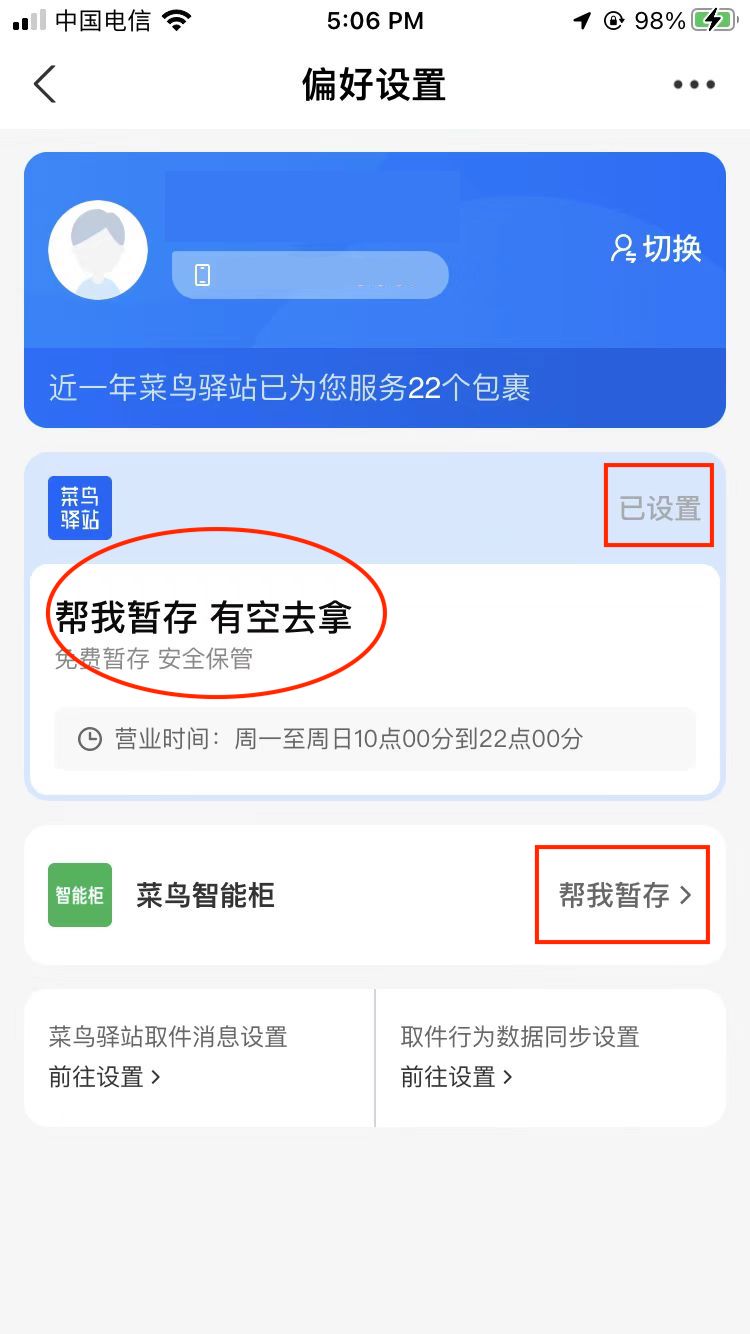 中国电信 5:06 PM 98%
偏好设置
切换
近一年菜鸟驿站已为您服务22个包裹
菜鸟
驿站
已设置
帮我暂存 有空去拿
免费暂存 安全保管
营业时间：周一至周日10点00分到22点00分
智能柜 菜鸟智能柜 帮我暂存 >
菜鸟驿站取件消息设置
前往设置 >
取件行为数据同步设置
前往设置 >